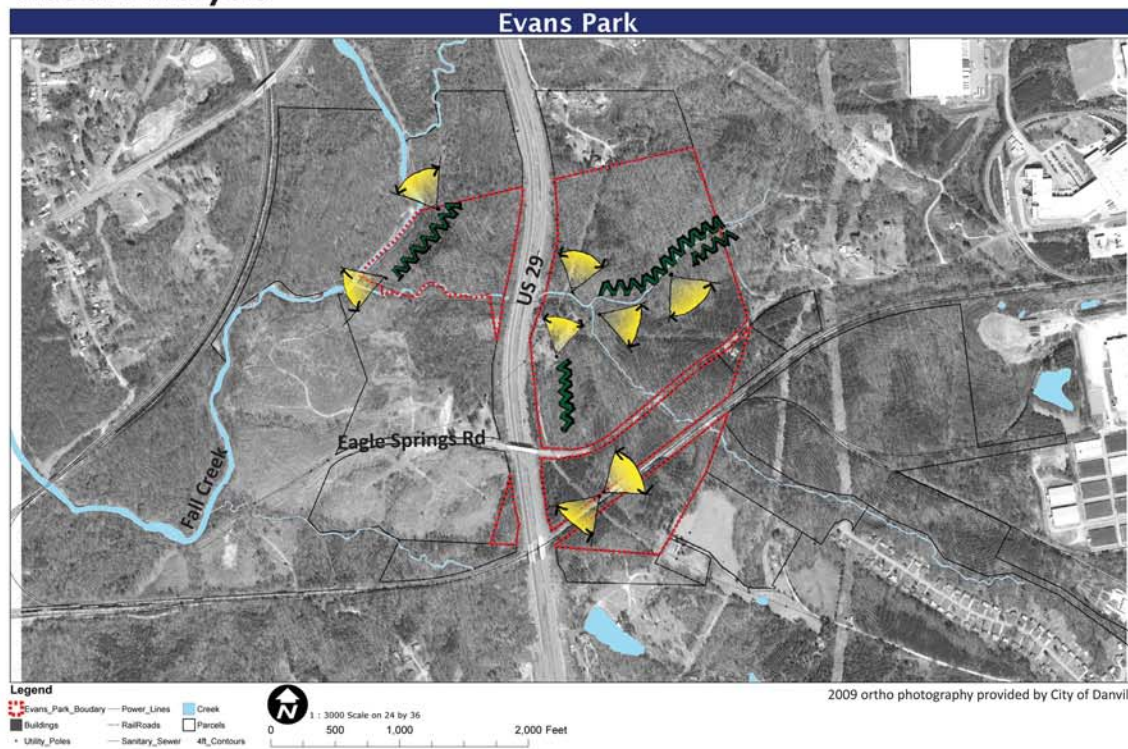 Evans Park
US 29
Eagle Springs Rd
Fall Creek
Legend
Evans_Park_Boudary
Power_Lines
Creek
Buildings
RailRoads
Parcels
Utility_Poles
Sanitary_Sewer
4ft_Contours
N
1 : 3000 Scale on 24 by 36
0 500 1,000 2,000 Feet
2009 ortho photography provided by City of Danvil